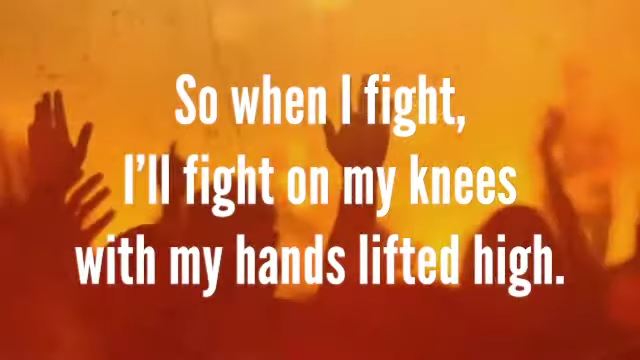 So when I fight,
I'll fight on my knees
with my hands lifted high.